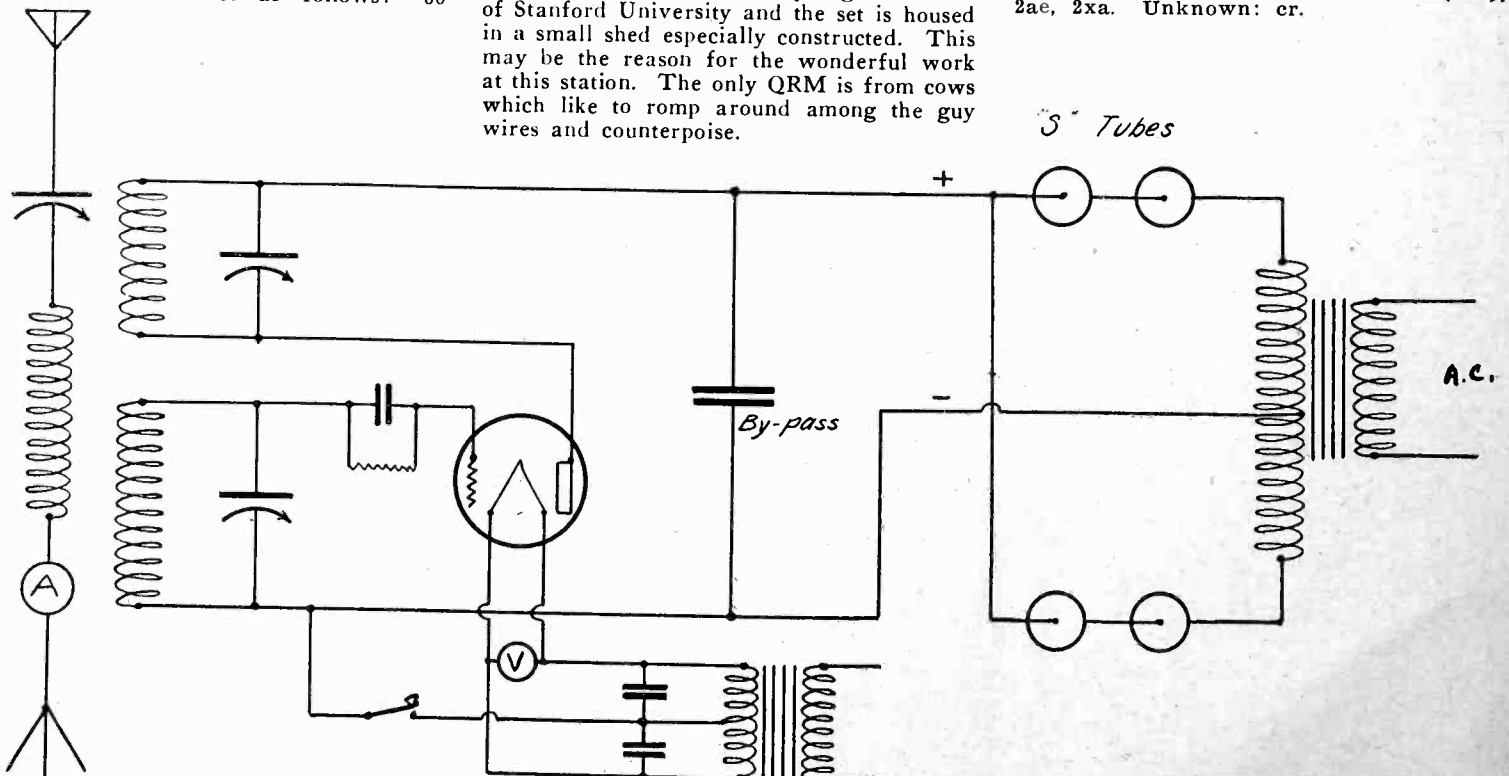 of Stanford University and the set is housed
in a small shed especially constructed. This
may be the reason for the wonderful work
at this station. The only QRM is from cows
which like to romp around among the guy
wires and counterpoise.
2ae, 2xa. Unknown: cr.
"S" Tubes
+
-
A.C.
By-pass
A
V